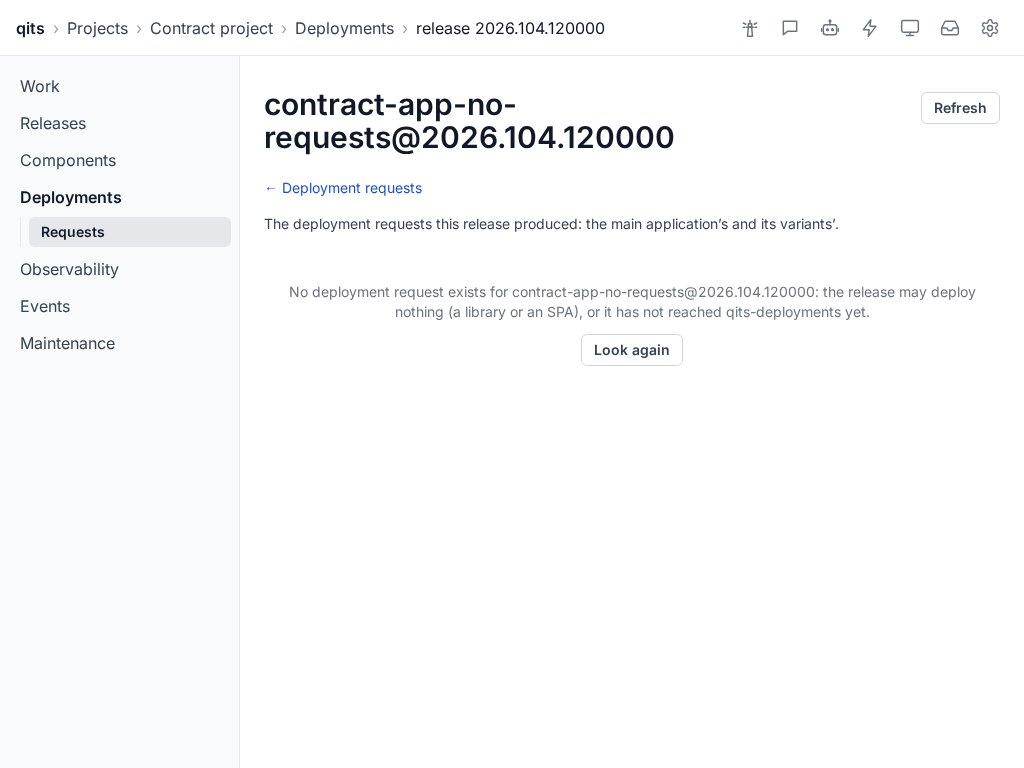 qits › Projects › Contract project › Deployments › release 2026.104.120000
Work
Releases
Components
Deployments
Requests
Observability
Events
Maintenance
contract-app-no-
requests@2026.104.120000
Refresh
← Deployment requests
The deployment requests this release produced: the main application’s and its variants’.
No deployment request exists for contract-app-no-requests@2026.104.120000: the release may deploy
nothing (a library or an SPA), or it has not reached qits-deployments yet.
Look again